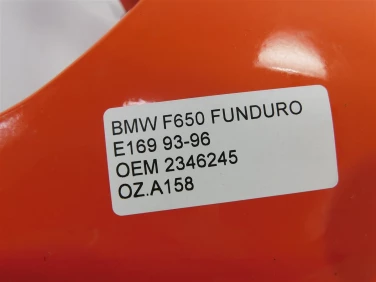 BMW F650 FUNDURO
E169 93-96
OEM 2346245
OZ.A158